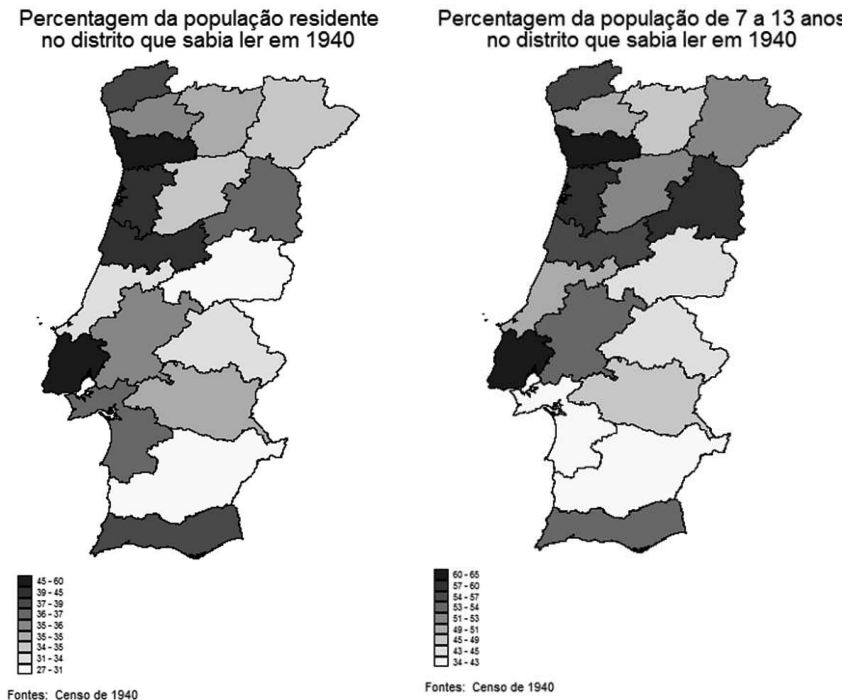 Percentagem da população residente
no distrito que sabia ler em 1940
45 - 60
39 - 45
37 - 39
36 - 37
35 - 36
35 - 35
34 - 35
31 - 34
27 - 31
Fontes: Censo de 1940
Percentagem da população de 7 a 13 anos
no distrito que sabia ler em 1940
60 - 65
57 - 60
54 - 57
53 - 54
51 - 53
49 - 51
45 - 49
43 - 45
34 - 43
Fontes: Censo de 1940